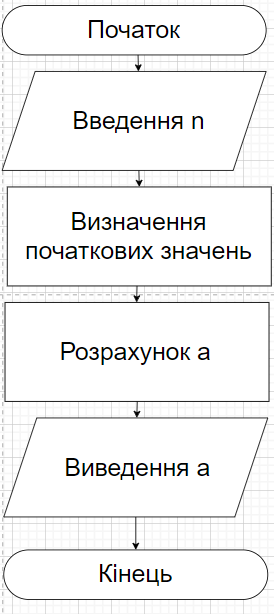 Початок
Введення n
Визначення
початкових значень
Розрахунок a
Виведення a
Кінець